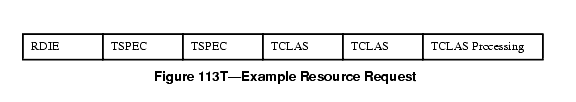 RDIE TSPEC TSPEC TCLAS TCLAS TCLAS Processing
Figure 113T—Example Resource Request